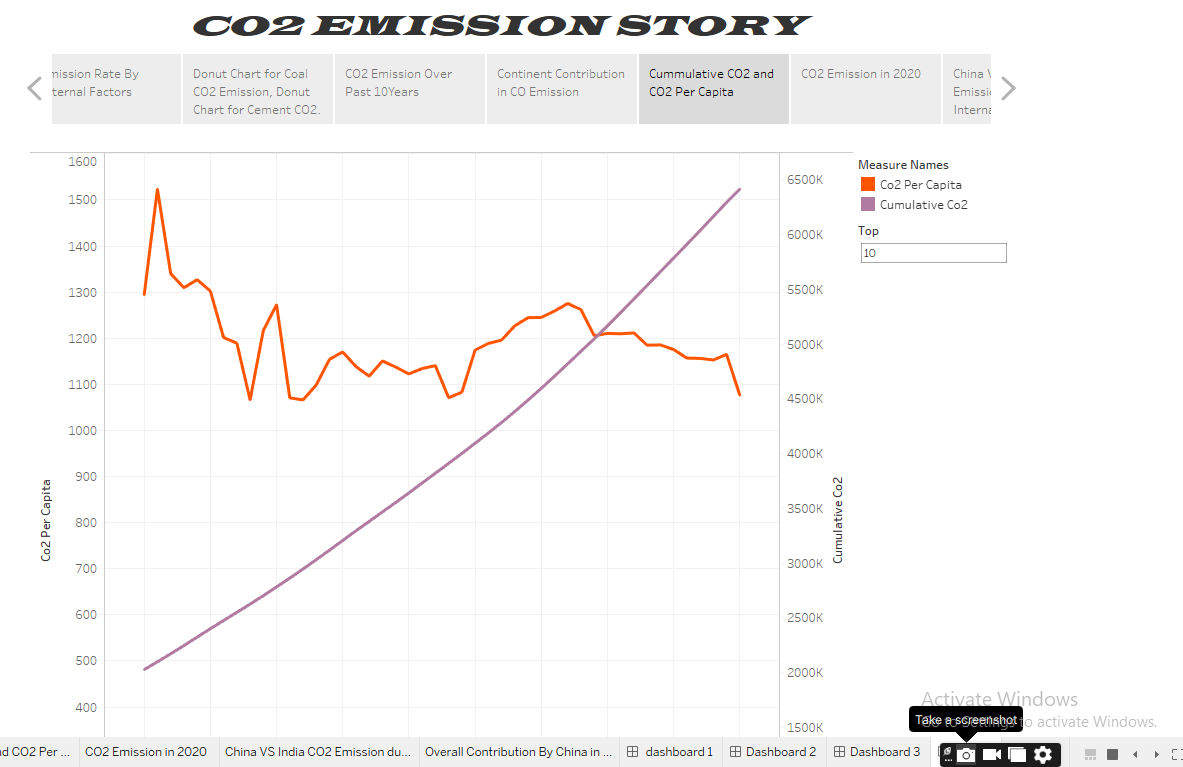 CO2 EMISSION STORY
nission Rate By
ternal Factors
Donut Chart for Coal
CO2 Emission, Donut
Chart for Cement CO2.
CO2 Emission Over
Past 10Years
Continent Contribution
in CO Emission
Cummulative CO2 and
CO2 Per Capita
CO2 Emission in 2020
China V
Emissi
Interna
1600
1500
1400
1300
1200
1100
1000
900
800
700
600
500
400
Co2 Per Capita
6500K
6000K
5500K
5000K
4500K
4000K
3500K
3000K
2500K
2000K
1500K
Cumulative Co2
Measure Names
Co2 Per Capita
Cumulative Co2
Top
10
Activate Windows
Go to Settings to activate Windows.
Take a screenshot
nd CO2 Per ...
CO2 Emission in 2020
China VS India CO2 Emission du...
Overall Contribution By China in ...
dashboard 1
Dashboard 2
Dashboard 3